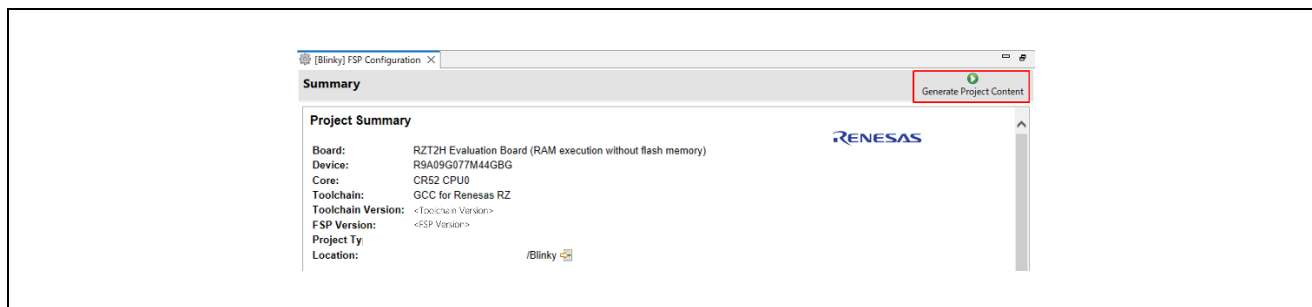 [Blinky] FSP Configuration
Summary
Generate Project Content
Project Summary
RENESAS
Board: RZT2H Evaluation Board (RAM execution without flash memory)
Device: R9A09G077M44GBG
Core: CR52 CPU0
Toolchain: GCC for Renesas RZ
Toolchain Version: <Toolchain Version>
FSP Version: <FSP Version>
Project Ty
Location: /Blinky